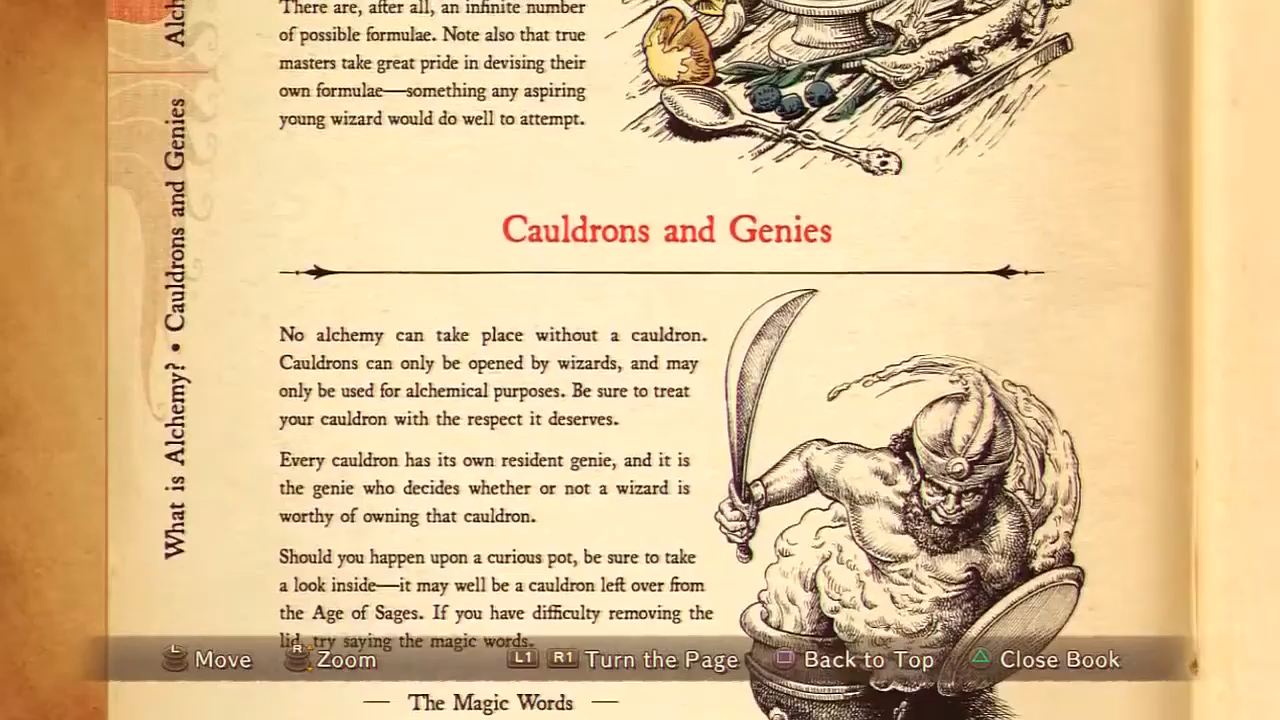 There are, after all, an infinite number
of possible formulae. Note also that true
masters take great pride in devising their
own formulae—something any aspiring
young wizard would do well to attempt.
What is Alchemy? • Cauldrons and Genies
Alch
Cauldrons and Genies
No alchemy can take place without a cauldron.
Cauldrons can only be opened by wizards, and may
only be used for alchemical purposes. Be sure to treat
your cauldron with the respect it deserves.
Every cauldron has its own resident genie, and it is
the genie who decides whether or not a wizard is
worthy of owning that cauldron.
Should you happen upon a curious pot, be sure to take
a look inside—it may well be a cauldron left over from
the Age of Sages. If you have difficulty removing the
lid, try saying the magic words.
L Move R Zoom L1 R1 Turn the Page Back to Top Close Book
— The Magic Words —